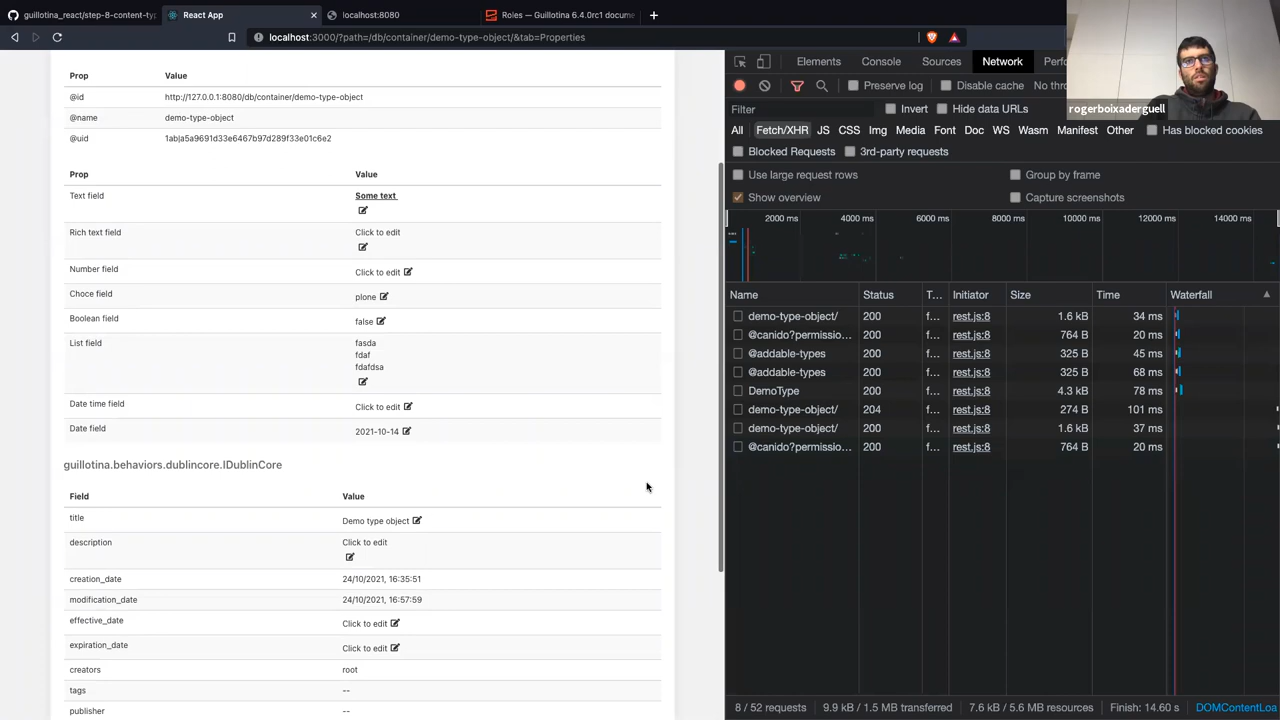 guillotina_react/step-8-content-typ
React App
localhost:8080
Roles — Guillotina 6.4.0rc1 docume
localhost:3000/?path=/db/container/demo-type-object/&tab=Properties
Prop Value
@id http://127.0.0.1:8080/db/container/demo-type-object
@name demo-type-object
@uid
Prop Value
Text field Some text
Rich text field Click to edit
Number field Click to edit
Choce field plone
Boolean field false
List field fasda
fdaf
fdafdsa
Date time field Click to edit
Date field 2021-10-14
guillotina.behaviors.dublincore.IDublinCore
Field Value
title Demo type object
description Click to edit
creation_date 24/10/2021, 16:35:51
modification_date 24/10/2021, 16:57:59
effective_date Click to edit
expiration_date Click to edit
creators root
tags --
publisher --
Elements Console Sources Network Perfo
Preserve log Disable cache No thro
Filter Invert Hide data URLs
All Fetch/XHR JS CSS Img Media Font Doc WS Wasm Manifest Other Has blocked cookies
Blocked Requests 3rd-party requests
Use large request rows Group by frame
Show overview Capture screenshots
2000 ms 4000 ms 6000 ms 8000 ms 10000 ms 12000 ms 14000 ms
Name Status T... Initiator Size Time Waterfall
demo-type-object/ 200 f... rest.js:8 1.6 kB 34 ms
@canido?permissio... 200 f... rest.js:8 764 B 20 ms
@addable-types 200 f... rest.js:8 325 B 45 ms
@addable-types 200 f... rest.js:8 325 B 68 ms
DemoType 200 f... rest.js:8 4.3 kB 78 ms
demo-type-object/ 204 f... rest.js:8 274 B 101 ms
demo-type-object/ 200 f... rest.js:8 1.6 kB 37 ms
@canido?permissio... 200 f... rest.js:8 764 B 20 ms
8 / 52 requests 9.9 kB / 1.5 MB transferred 7.6 kB / 5.6 MB resources Finish: 14.60 s DOMContentLoa
rogerboixaderguell